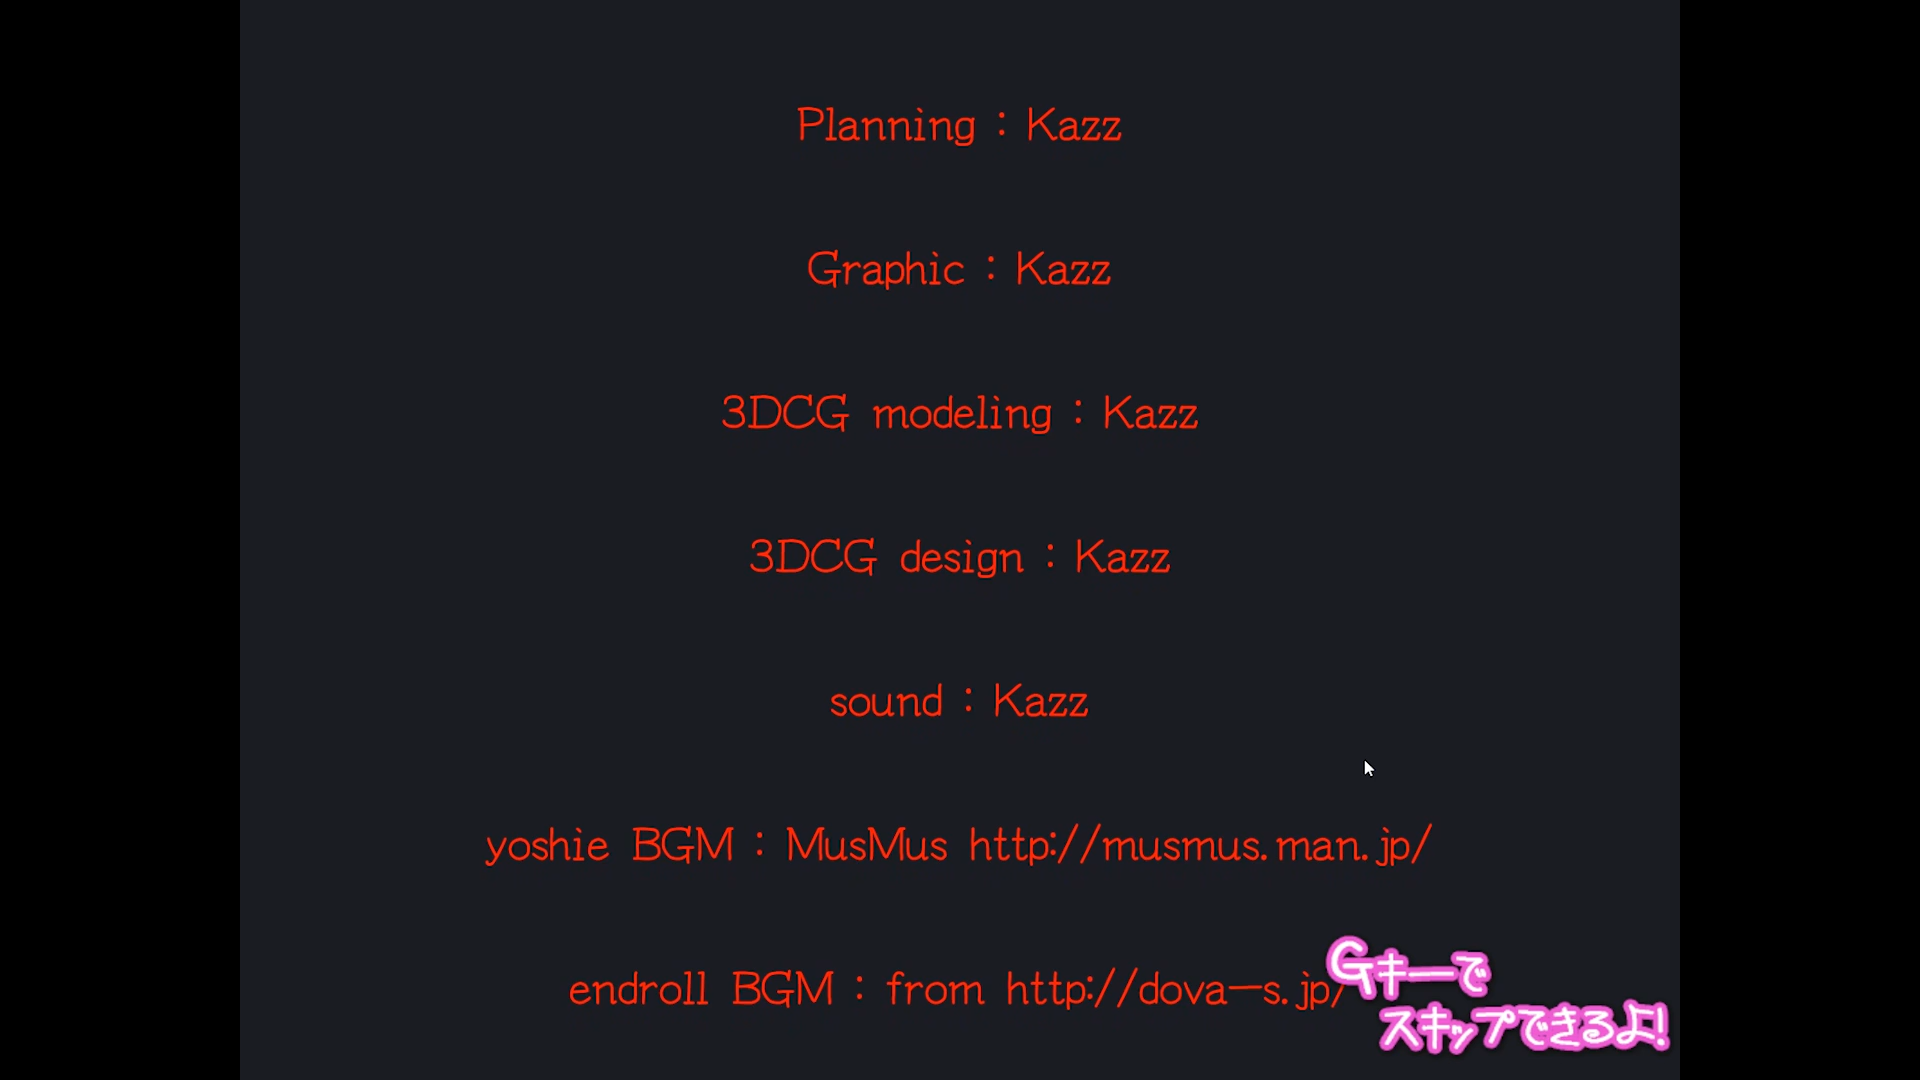 Planning : Kazz
Graphic : Kazz
3DCG modeling : Kazz
3DCG design : Kazz
sound : Kazz
yoshie BGM : MusMus http://musmus.man.jp/
endroll BGM : from http://dova-s.jp/
Gキーで
スキップできるよ!